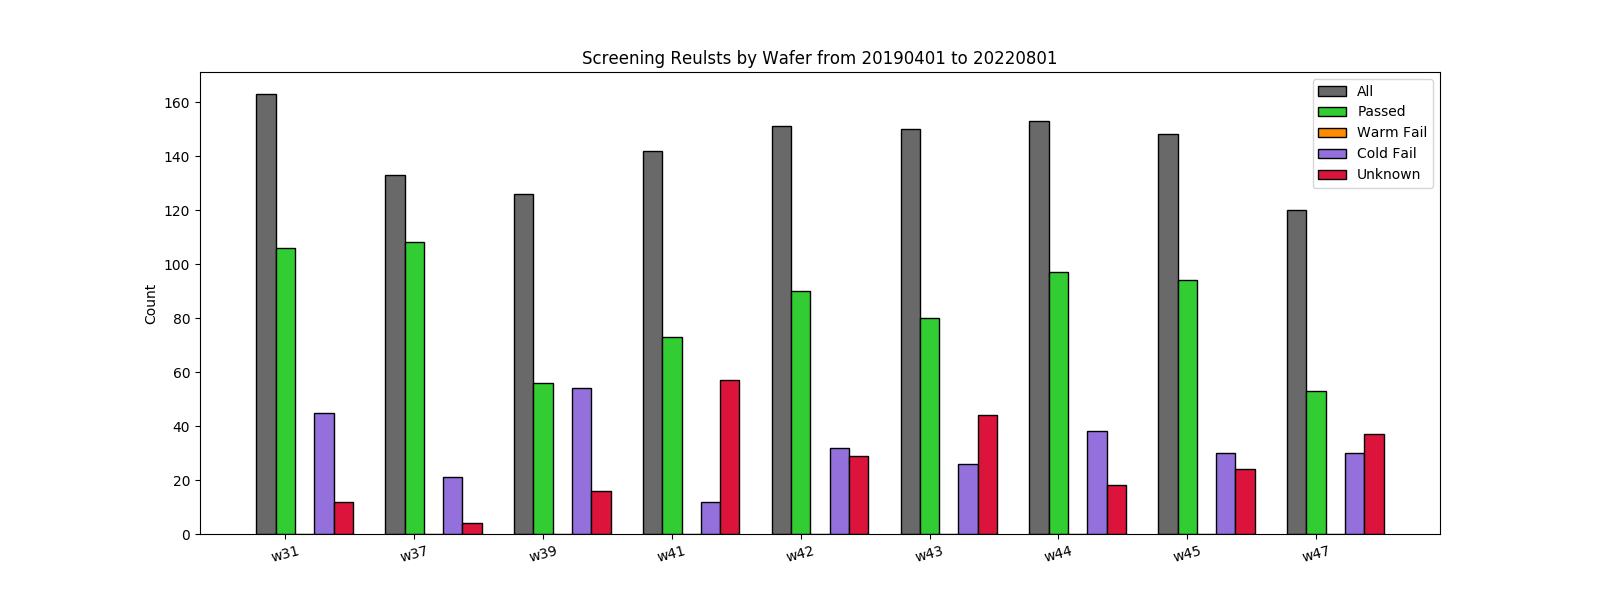 Screening Reulsts by Wafer from 20190401 to 20220801
All
Passed
Warm Fail
Cold Fail
Unknown
Count
160
140
120
100
80
60
40
20
0
w31
w37
w39
w41
w42
w43
w44
w45
w47